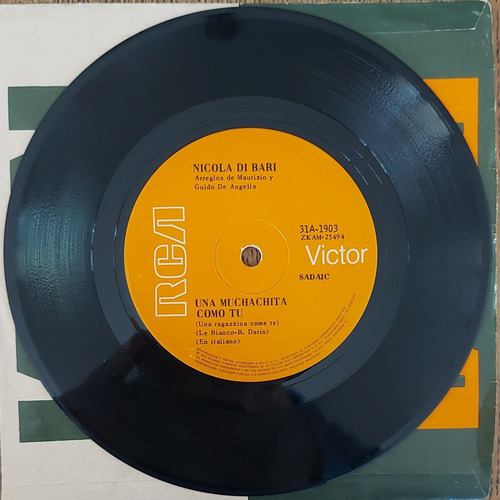 NICOLA DI BARI
Arreglos de Maurizio y
Guido De Angelis
31A-1903
ZKAM-25494
RCA
Victor
SADAIC
UNA MUCHACHITA
COMO TU
(Una ragazzina come te)
(Le Bianco-B. Darin)
(En italiano)